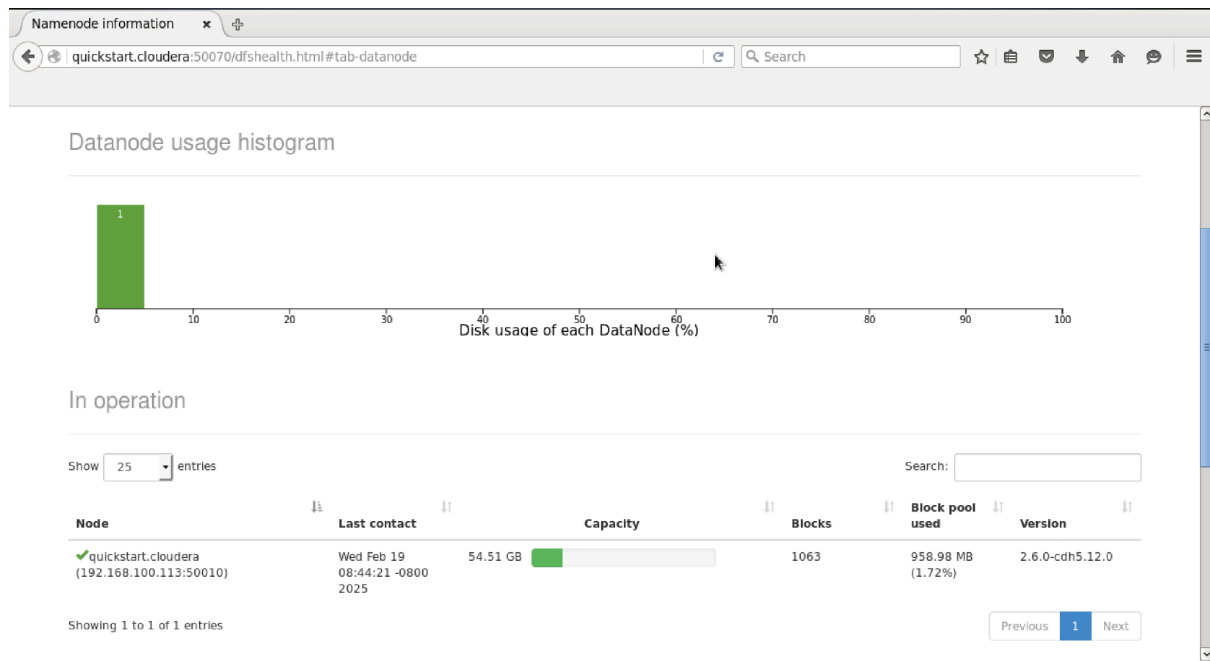 Namenode information
quickstart.cloudera:50070/dfshealth.html#tab-datanode
Search
Datanode usage histogram
1
0 10 20 30 40 50 60 70 80 90 100
Disk usage of each DataNode (%)
In operation
Show 25 entries
Search:
Node Last contact Capacity Blocks Block pool used Version
quickstart.cloudera
(192.168.100.113:50010)
Wed Feb 19
08:44:21 -0800
2025
54.51 GB
1063
958.98 MB
(1.72%)
2.6.0-cdh5.12.0
Showing 1 to 1 of 1 entries
Previous 1 Next